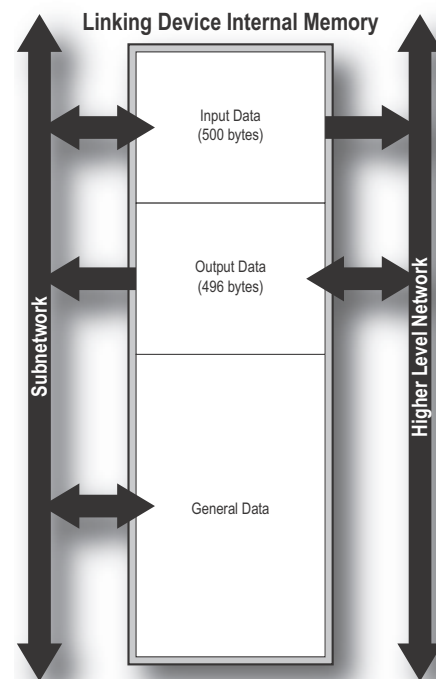 Linking Device Internal Memory
Input Data
(500 bytes)
Output Data
(496 bytes)
General Data
Subnetwork
Higher Level Network